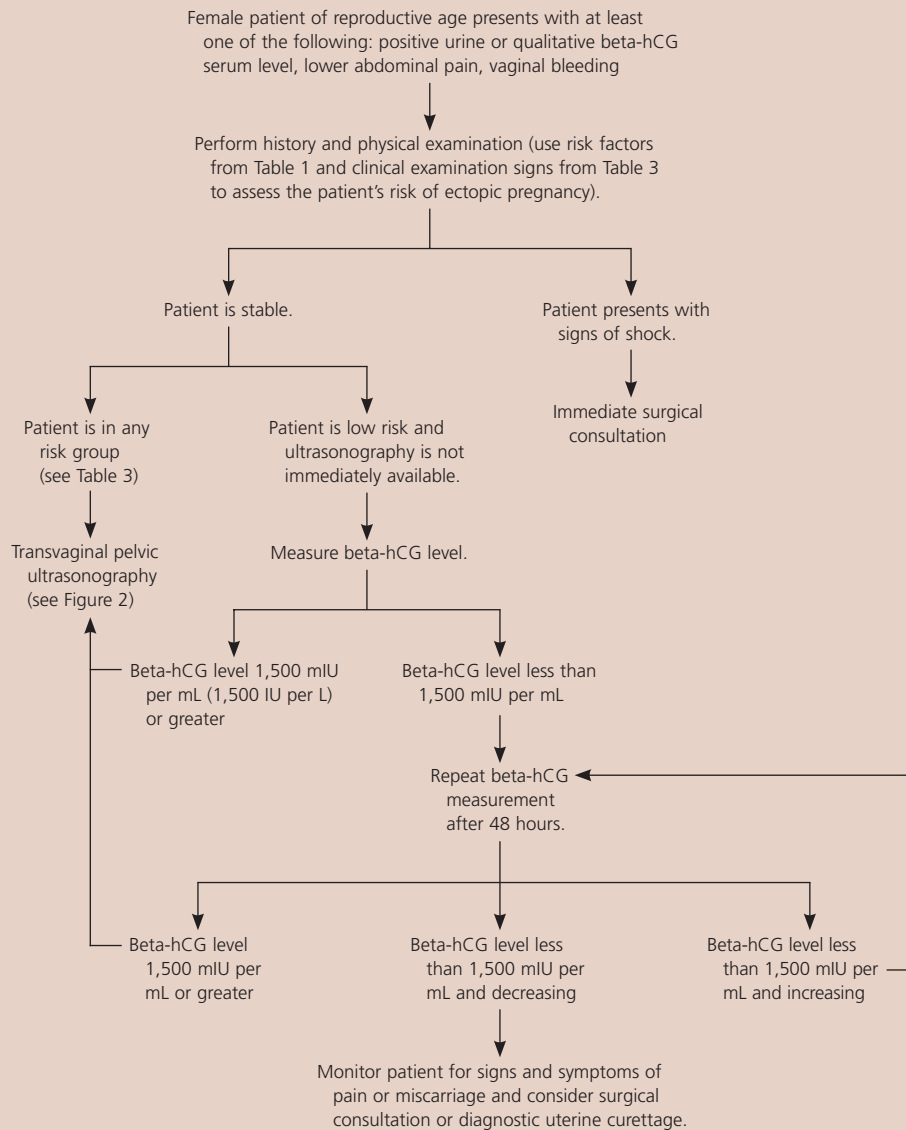 Female patient of reproductive age presents with at least
one of the following: positive urine or qualitative beta-hCG
serum level, lower abdominal pain, vaginal bleeding
Perform history and physical examination (use risk factors
from Table 1 and clinical examination signs from Table 3
to assess the patient’s risk of ectopic pregnancy).
Patient is stable.
Patient presents with
signs of shock.
Immediate surgical
consultation
Patient is in any
risk group
(see Table 3)
Patient is low risk and
ultrasonography is not
immediately available.
Transvaginal pelvic
ultrasonography
(see Figure 2)
Measure beta-hCG level.
Beta-hCG level 1,500 mIU
per mL (1,500 IU per L)
or greater
Beta-hCG level less than
1,500 mIU per mL
Repeat beta-hCG
measurement
after 48 hours.
Beta-hCG level
1,500 mIU per
mL or greater
Beta-hCG level less
than 1,500 mIU per
mL and decreasing
Beta-hCG level less
than 1,500 mIU per
mL and increasing
Monitor patient for signs and symptoms of
pain or miscarriage and consider surgical
consultation or diagnostic uterine curettage.